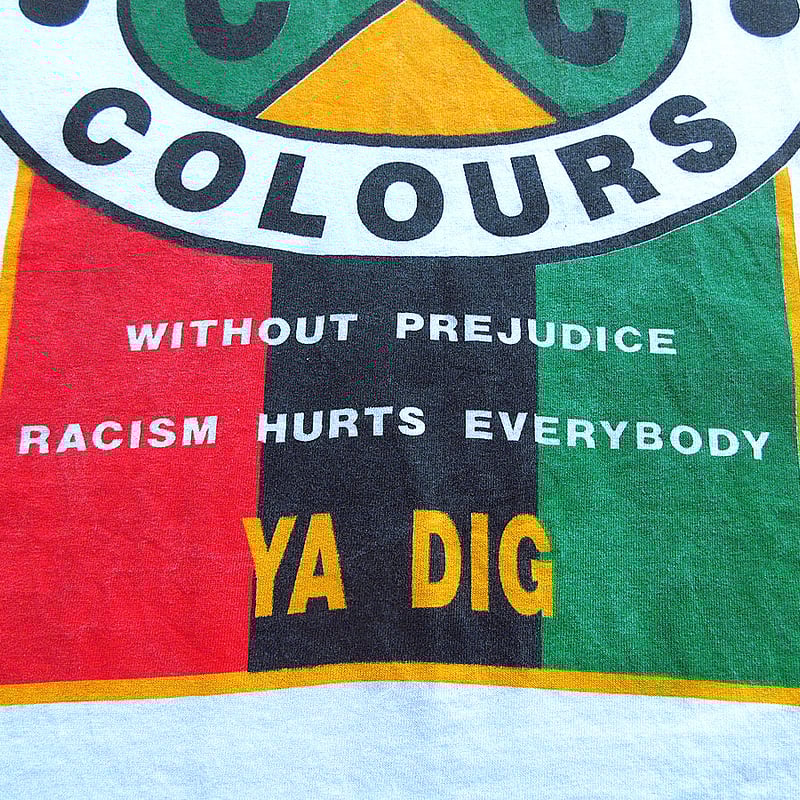 C C
COLOURS
WITHOUT PREJUDICE
RACISM HURTS EVERYBODY
YA DIG